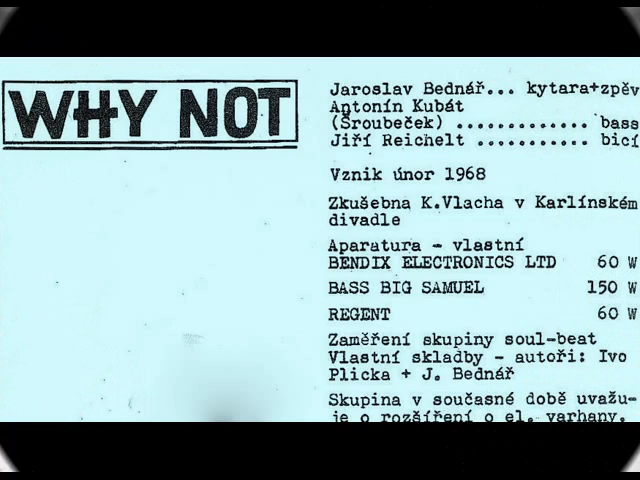 WHY NOT
Jaroslav Bednář... kytara+zpěv
Antonín Kubát
(Šroubeček) ............. bass
Jiří Reichelt ........... bicí
Vznik únor 1968
Zkušebna K.Vlacha v Karlínském
divadle
Aparatura - vlastní
BENDIX ELECTRONICS LTD 60 W
BASS BIG SAMUEL 150 W
REGENT 60 W
Zaměření skupiny soul-beat
Vlastní skladby - autoři: Ivo
Plicka + J. Bednář
Skupina v současné době uvažu-
je o rozšíření o el. varhany.